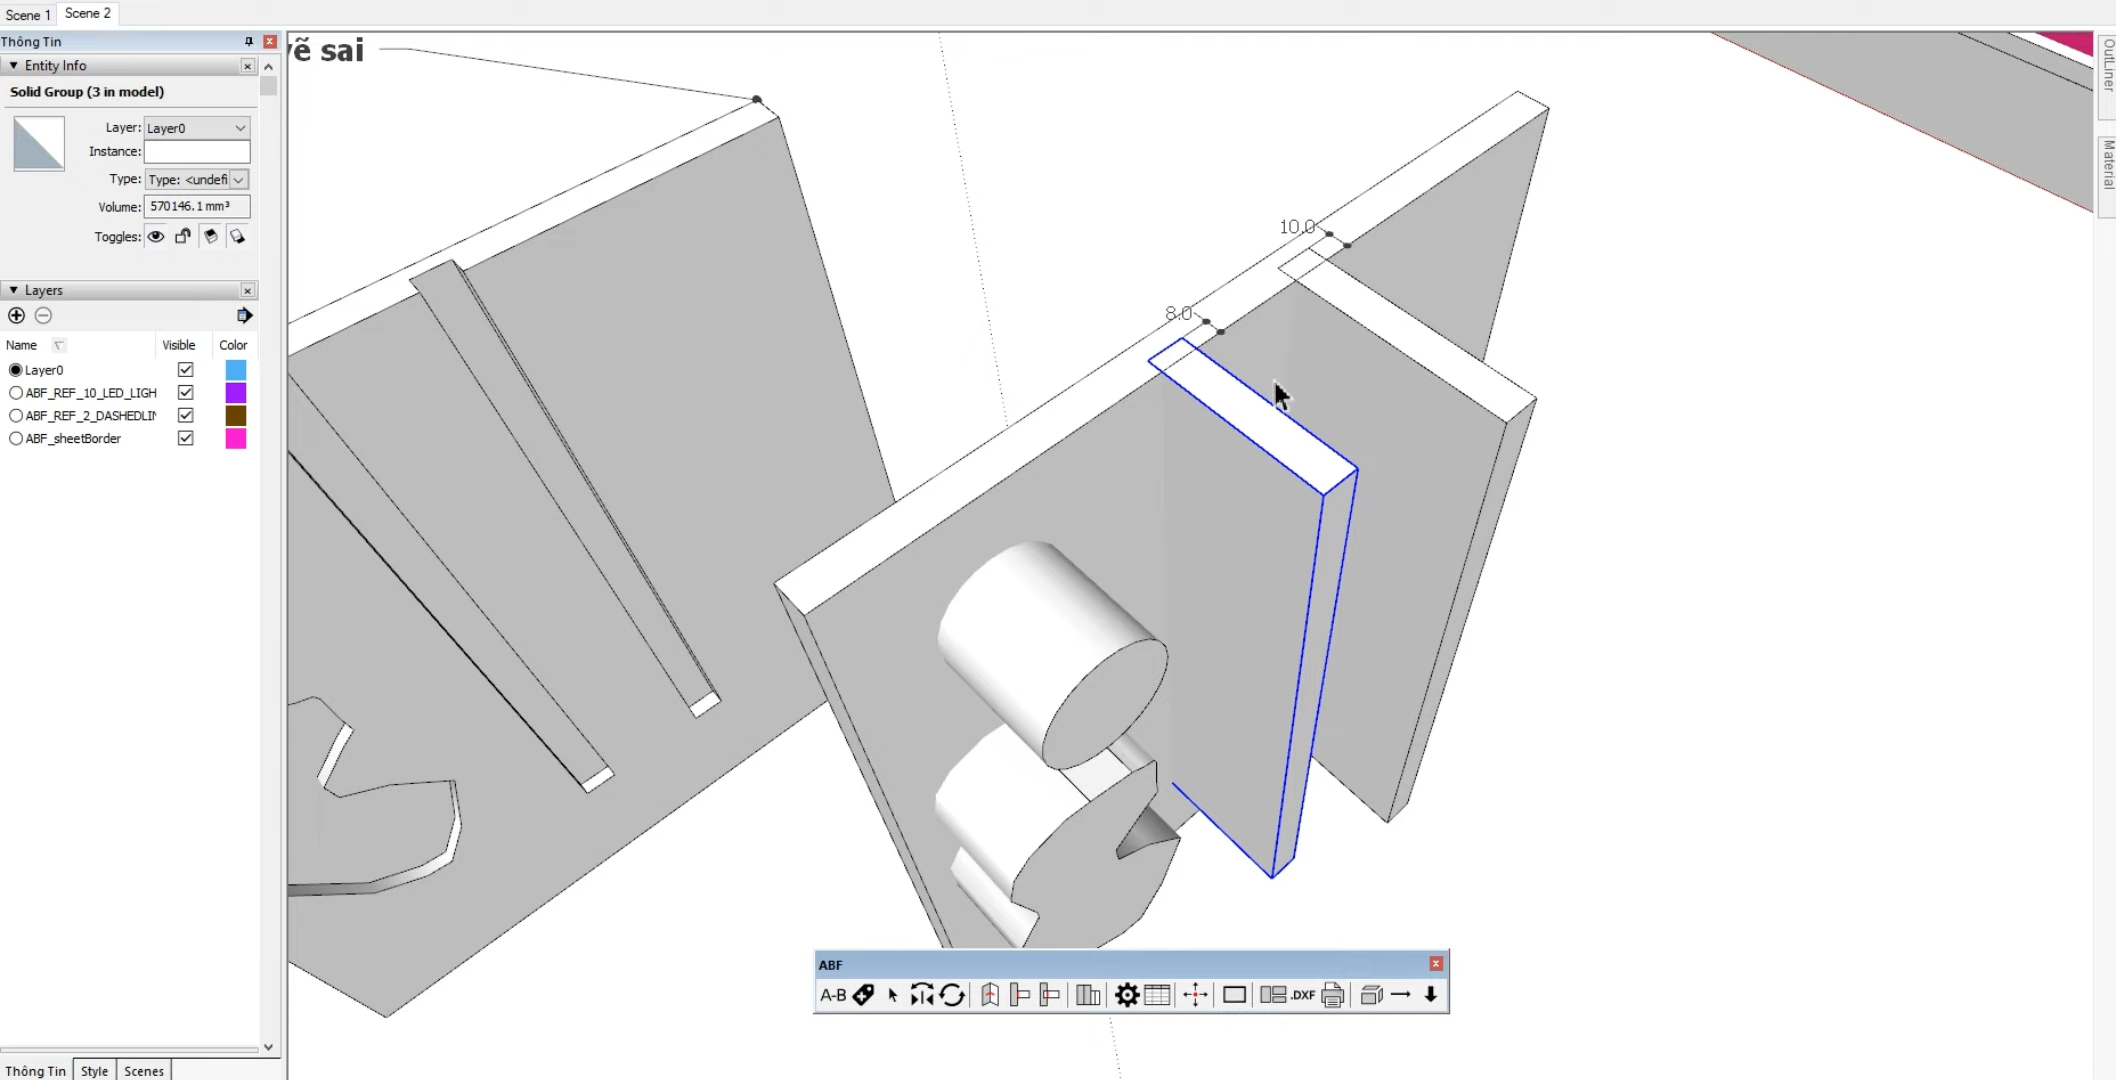 Scene 1
Scene 2
Thông Tin
Entity Info
Solid Group (3 in model)
Layer: Layer0
Instance:
Type: Type: <undefi
Volume: 570146.1 mm³
Toggles:
Layers
Name Visible Color
Layer0
ABF_REF_10_LED_LIGH
ABF_REF_2_DASHEDLIN
ABF_sheetBorder
Thông Tin Style Scenes
sai
10.0
8.0
ABF
A-B
.DXF
OutLiner
Material